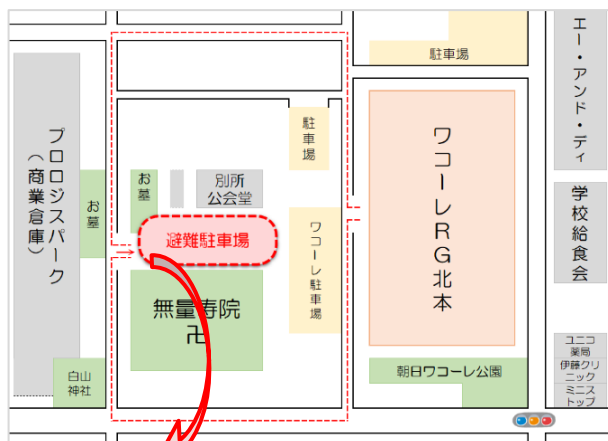 プロロジスパーク
（商業倉庫）
お墓
白山
神社
お墓
別所
公会堂
避難駐車場
無量寿院
卍
駐車場
ワコーレ駐車場
駐車場
ワコーレRG北本
朝日ワコーレ公園
エー・アンド・ディ
学校給食会
ユニコ
薬局
伊藤クリ
ニック
ミニス
トップ